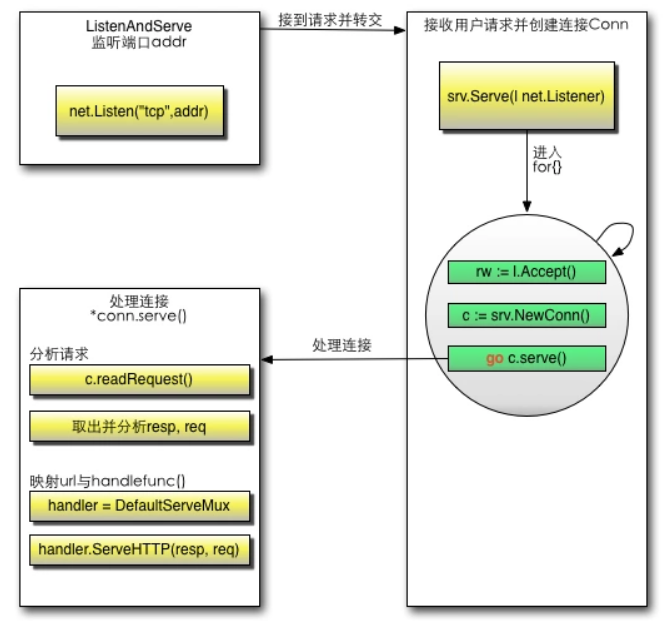 ListenAndServe
监听端口addr
net.Listen("tcp",addr)
接到请求并转交
接收用户请求并创建连接Conn
srv.Serve(l net.Listener)
进入
for{}
rw := l.Accept()
c := srv.NewConn()
go c.serve()
处理连接
处理连接
*conn.serve()
分析请求
c.readRequest()
取出并分析resp, req
映射url与handlefunc()
handler = DefaultServeMux
handler.ServeHTTP(resp, req)